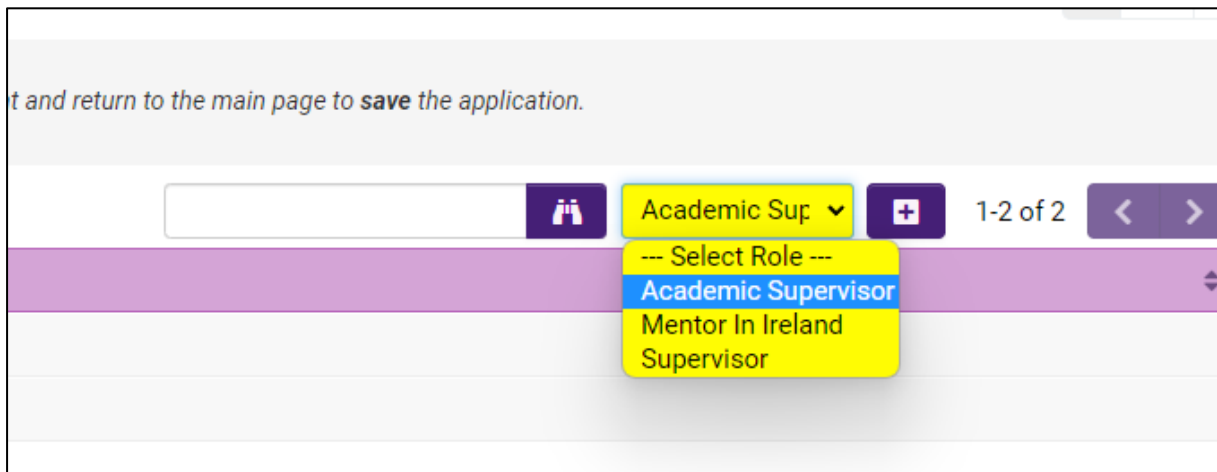 and return to the main page to save the application.
Academic Sup
1-2 of 2
--- Select Role ---
Academic Supervisor
Mentor In Ireland
Supervisor